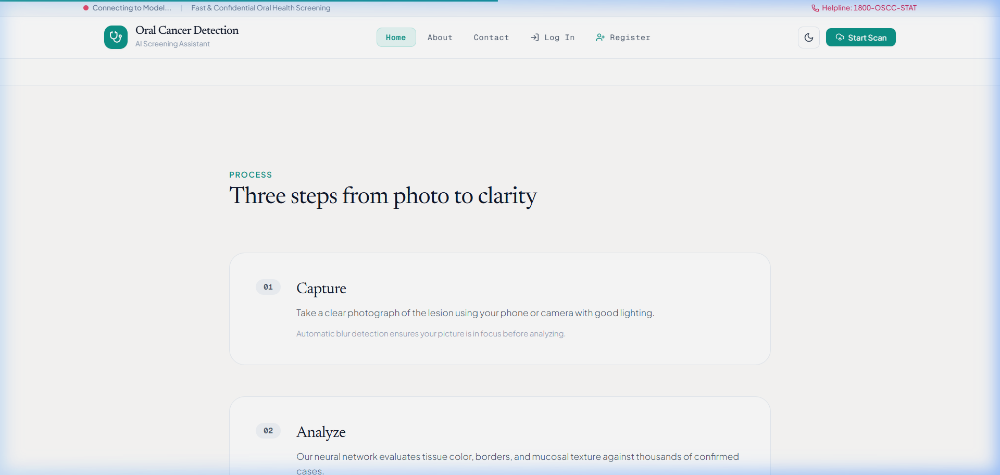 Connecting to Model... | Fast & Confidential Oral Health Screening
Helpline: 1800-OSCC-STAT
Oral Cancer Detection
AI Screening Assistant
Home
About
Contact
Log In
Register
Start Scan
PROCESS
Three steps from photo to clarity
01
Capture
Take a clear photograph of the lesion using your phone or camera with good lighting.
Automatic blur detection ensures your picture is in focus before analyzing.
02
Analyze
Our neural network evaluates tissue color, borders, and mucosal texture against thousands of confirmed
cases.